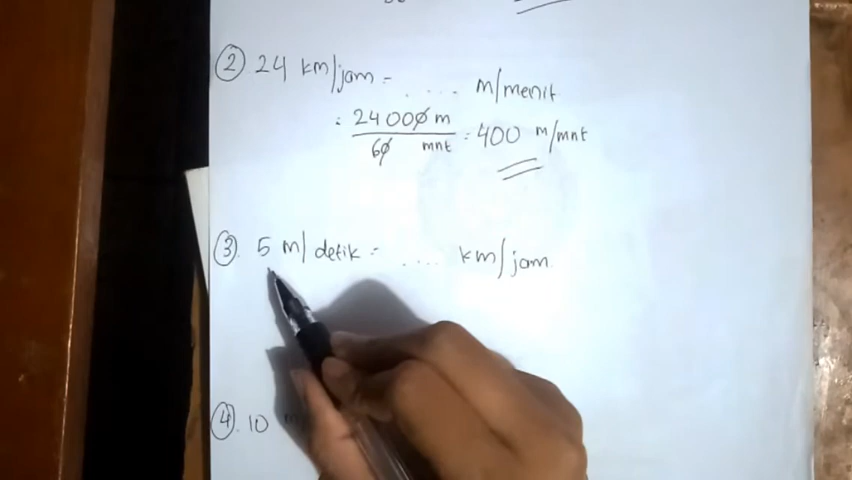 2 24 km/jam = .... m/menit
= 24000 m
60 mnt = 400 m/mnt
3. 5 m/detik = .... km/jam
4. 10 m